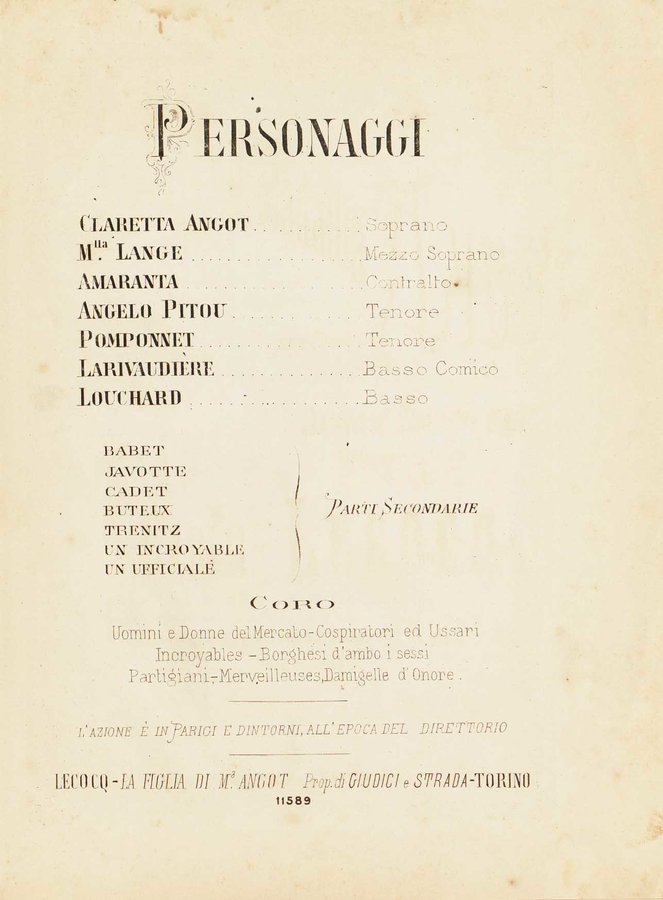 PERSONAGGI
CLARETTA ANGOT . . . . . . . . . . . Soprano
Mlla. LANGE . . . . . . . . . . . . . . . . . Mezzo Soprano
AMARANTA . . . . . . . . . . . . . . . . . . Contralto
ANGELO PITOU . . . . . . . . . . . . . Tenore
POMPONNET . . . . . . . . . . . . . . . . Tenore
LARIVAUDIÈRE . . . . . . . . . . . . . . Basso Comico
LOUCHARD . . . . . . . . . . . . . . . . . Basso
BABET
JAVOTTE
CADET
BUTEUX
PARTI SECONDARIE
TRENITZ
UN INCROYABLE
UN UFFICIALE
CORO
Uomini e Donne del Mercato-Cospiratori ed Ussari
Incroyables - Borghesi d'ambo i sessi
Partigiani-Merveilleuses, Damigelle d'Onore.
L'AZIONE È IN PARIGI E DINTORNI, ALL'EPOCA DEL DIRETTORIO
LECOCQ-LA FIGLIA DI Ma. ANGOT Prop. di GIUDICI e STRADA-TORINO
11589